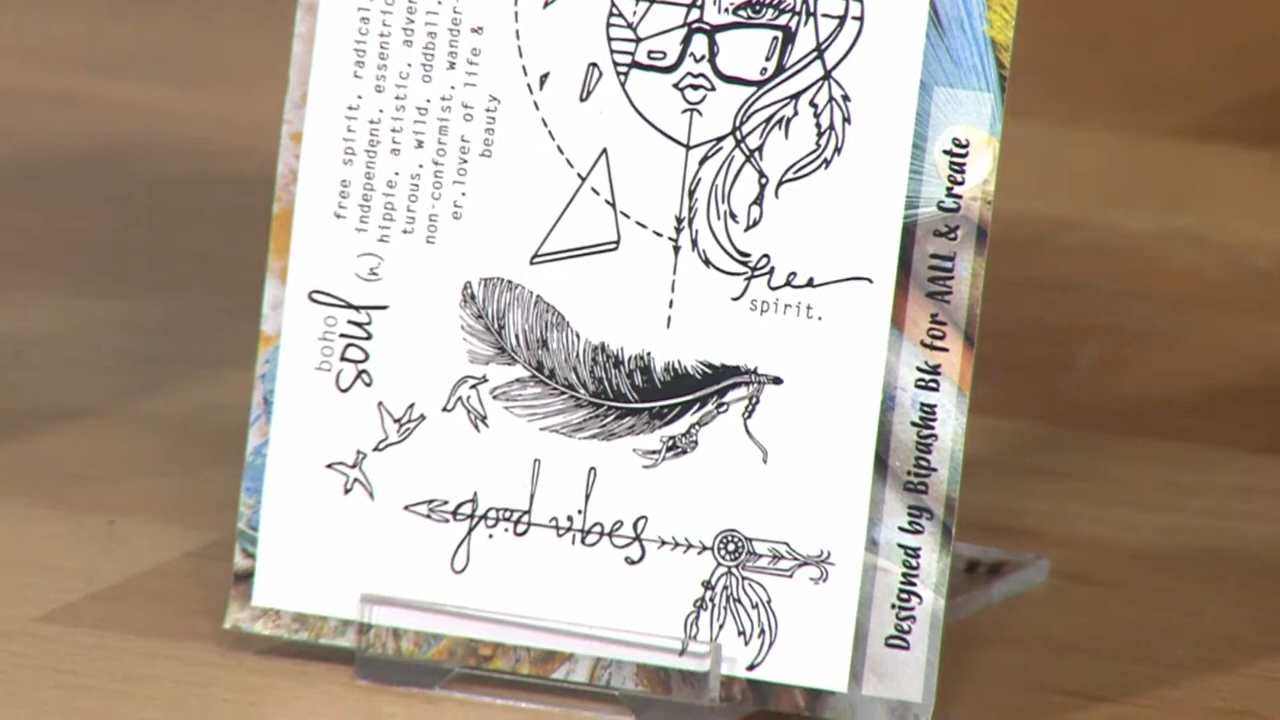 boho
soul
free spirit, radical,
(n) independent, essentric
hippie, artistic, adven
turous, wild, oddball,
non-conformist, wander-
er,lover of life &
beauty
free
spirit.
good vibes
Designed by Bipasha Bk for AALL & Create